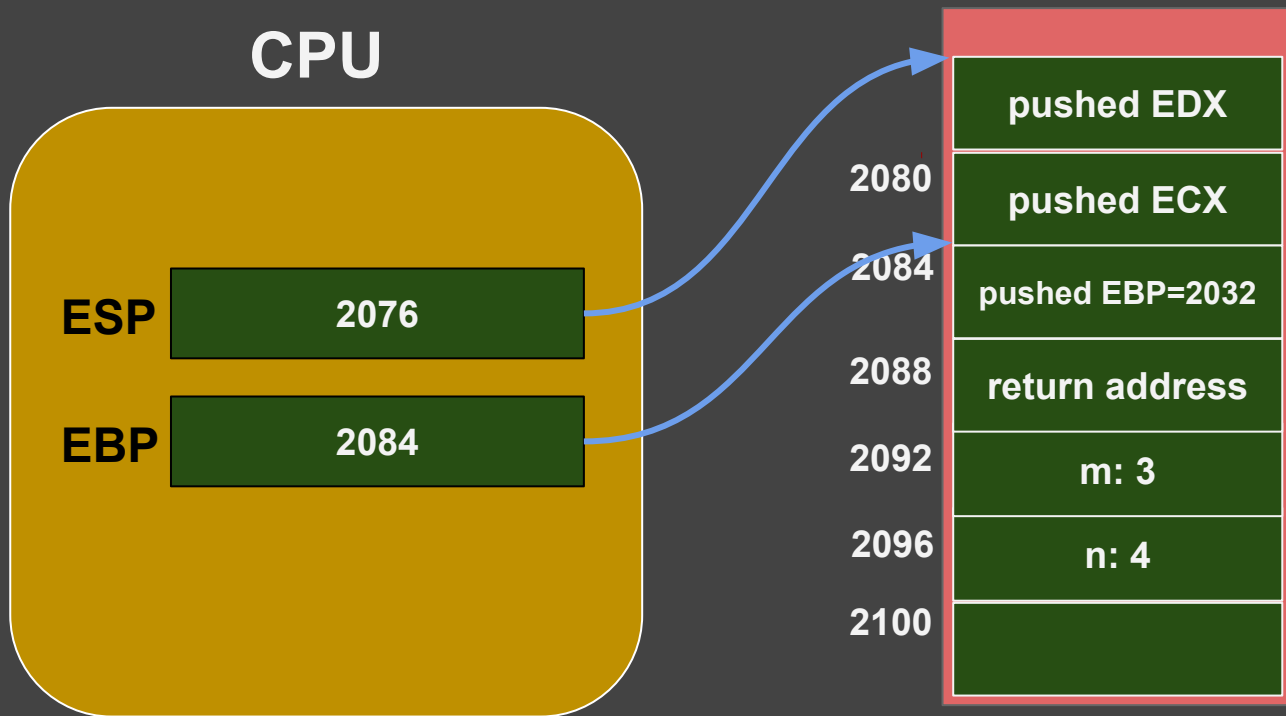 CPU
ESP
2076
EBP
2084
pushed EDX
2080
pushed ECX
2084
pushed EBP=2032
2088
return address
2092
m: 3
2096
n: 4
2100